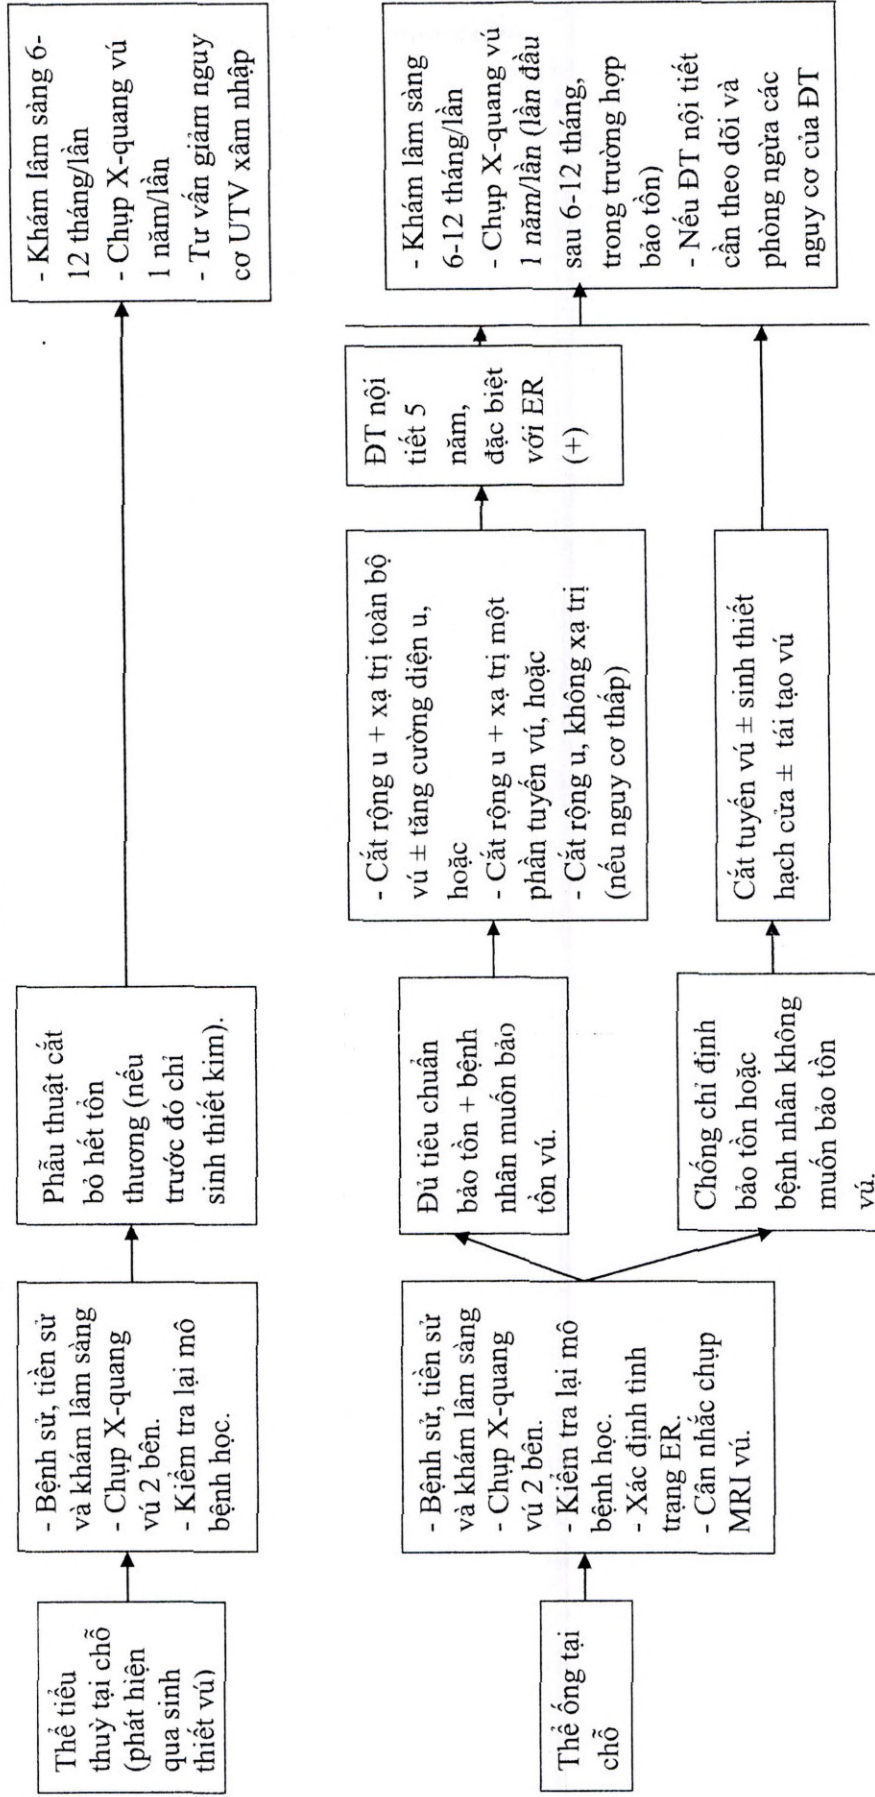 Thể tiểu
thuỳ tại chỗ
(phát hiện
qua sinh
thiết vú)
- Bệnh sử, tiền sử
và khám lâm sàng
- Chụp X-quang
vú 2 bên.
- Kiểm tra lại mô
bệnh học.
Phẫu thuật cắt
bỏ hết tổn
thương (nếu
trước đó chỉ
sinh thiết kim).
- Khám lâm sàng 6-
12 tháng/lần
- Chụp X-quang vú
1 năm/lần
- Tư vấn giảm nguy
cơ UTV xâm nhập
Thể ống tại
chỗ
- Bệnh sử, tiền sử
và khám lâm sàng
- Chụp X-quang
vú 2 bên.
- Kiểm tra lại mô
bệnh học.
- Xác định tình
trạng ER.
- Cân nhắc chụp
MRI vú.
Đủ tiêu chuẩn
bảo tồn + bệnh
nhân muốn bảo
tồn vú.
- Cắt rộng u + xạ trị toàn bộ
vú ± tăng cường diện u,
hoặc
- Cắt rộng u + xạ trị một
phần tuyến vú, hoặc
- Cắt rộng u, không xạ trị
(nếu nguy cơ thấp)
ĐT nội
tiết 5
năm,
đặc biệt
với ER
(+)
Chống chỉ định
bảo tồn hoặc
bệnh nhân không
muốn bảo tồn
vú.
Cắt tuyến vú ± sinh thiết
hạch cửa ± tái tạo vú
- Khám lâm sàng
6-12 tháng/lần
- Chụp X-quang vú
1 năm/lần (lần đầu
sau 6-12 tháng,
trong trường hợp
bảo tồn)
- Nếu ĐT nội tiết
cần theo dõi và
phòng ngừa các
nguy cơ của ĐT